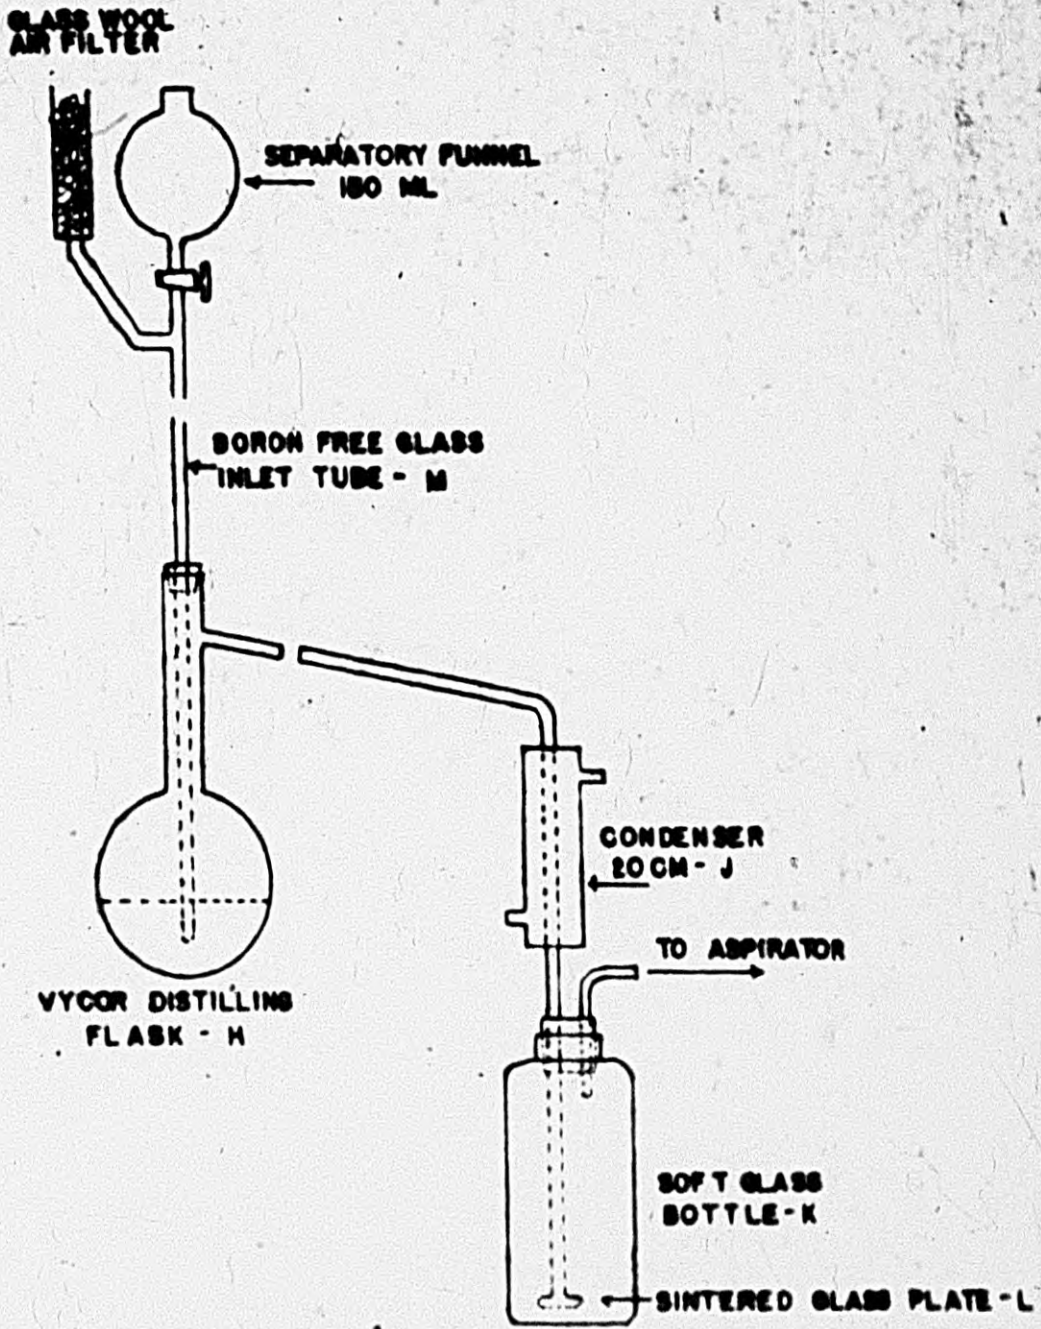 GLASS WOOL
AIR FILTER
SEPARATORY FUNNEL
150 ML
BORON FREE GLASS
INLET TUBE - M
CONDENSER
20 CM - J
TO ASPIRATOR
VYCOR DISTILLING
FLASK - H
SOFT GLASS
BOTTLE - K
SINTERED GLASS PLATE - L